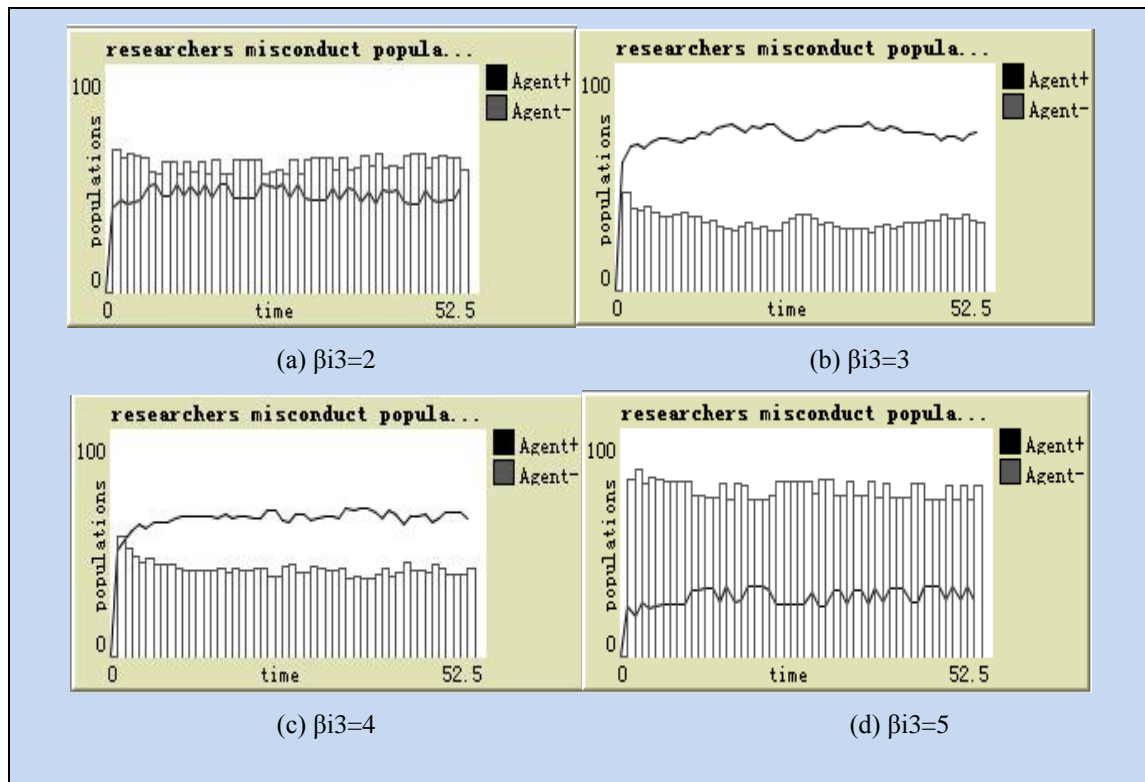 researchers misconduct popula...
100
populations
0
0
time
52.5
Agent+
Agent-
(a) βi3=2
researchers misconduct popula...
100
populations
0
0
time
52.5
Agent+
Agent-
(b) βi3=3
researchers misconduct popula...
100
populations
0
0
time
52.5
Agent+
Agent-
(c) βi3=4
researchers misconduct popula...
100
populations
0
0
time
52.5
Agent+
Agent-
(d) βi3=5